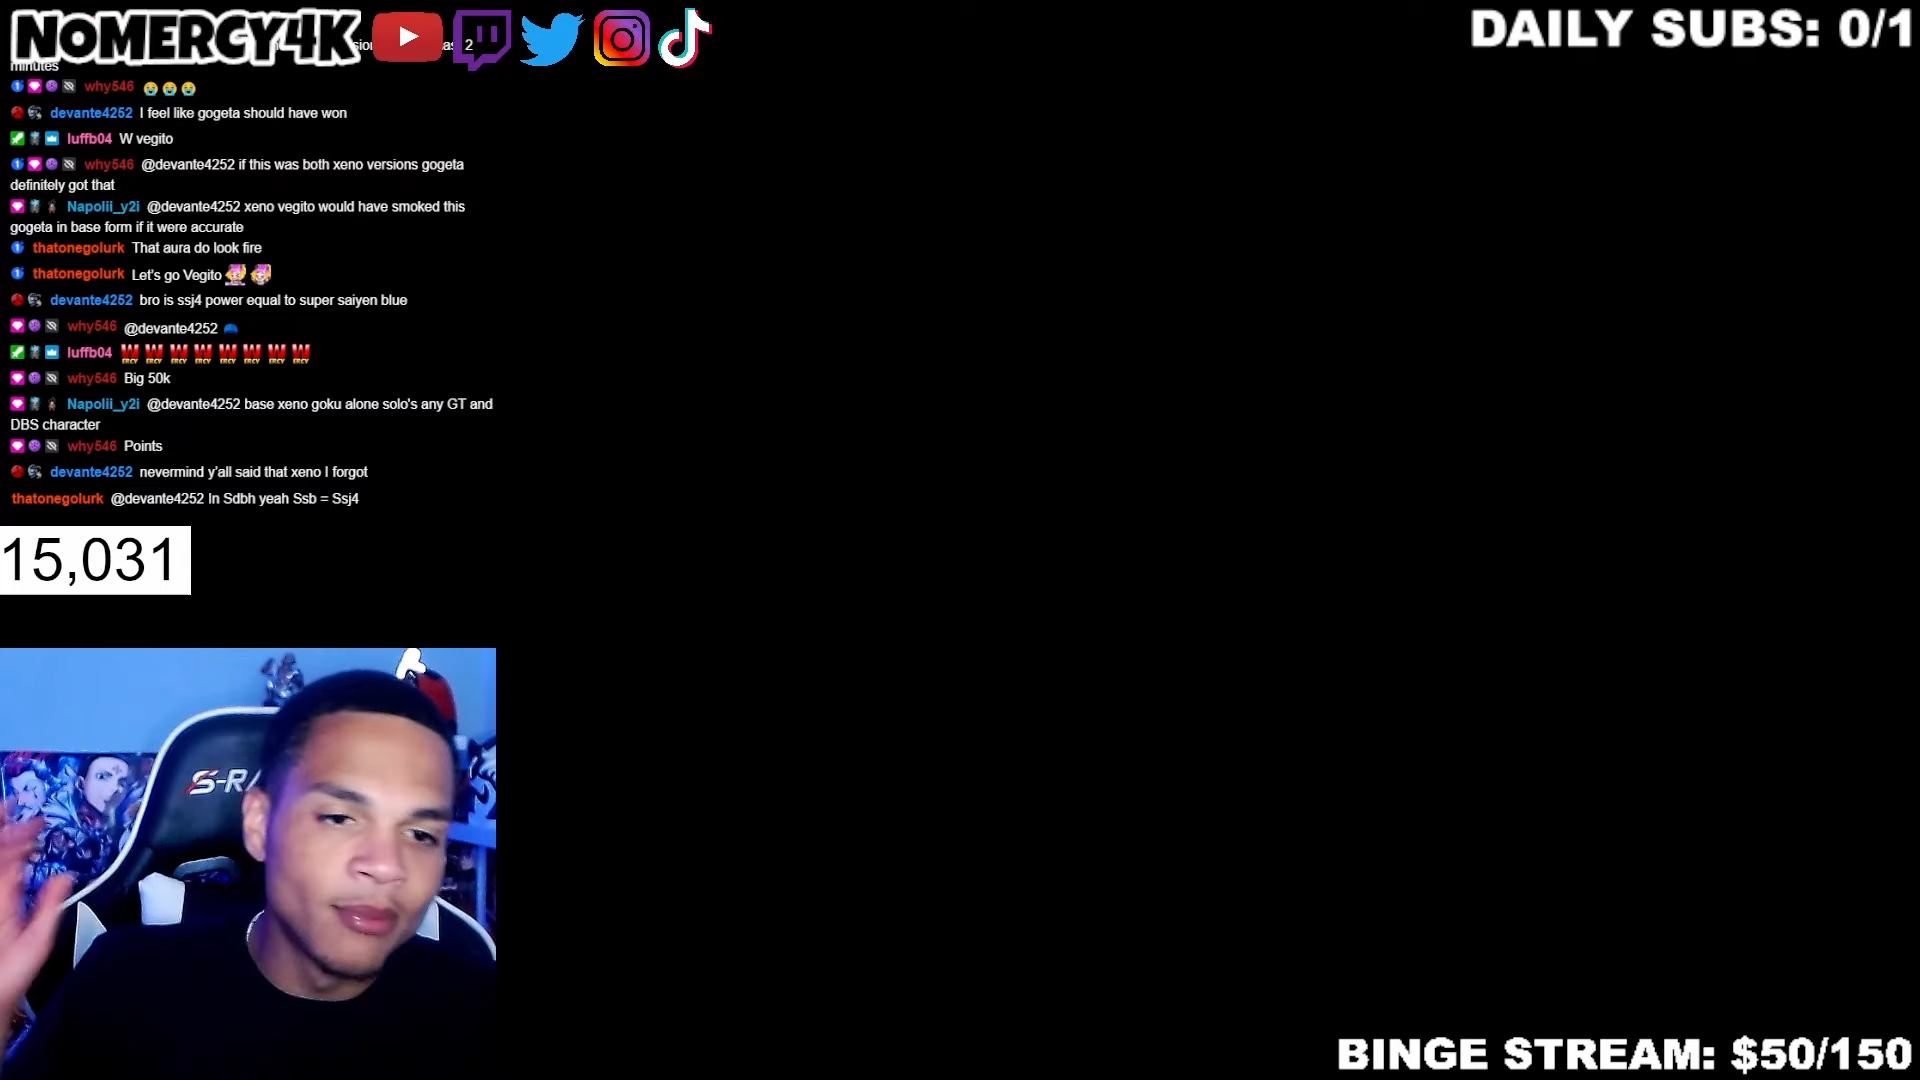 NOMERCY4K
DAILY SUBS: 0/1
2
minutes
why546
devante4252 I feel like gogeta should have won
luffb04 W vegito
why546 @devante4252 if this was both xeno versions gogeta
definitely got that
Napolii_y2i @devante4252 xeno vegito would have smoked this
gogeta in base form if it were accurate
thatonegolurk That aura do look fire
thatonegolurk Let's go Vegito
devante4252 bro is ssj4 power equal to super saiyen blue
why546 @devante4252
luffb04 W W W W W W W W
why546 Big 50k
Napolii_y2i @devante4252 base xeno goku alone solo's any GT and
DBS character
why546 Points
devante4252 nevermind y'all said that xeno I forgot
thatonegolurk @devante4252 In Sdbh yeah Ssb = Ssj4
15,031
S-RA
BINGE STREAM: $50/150